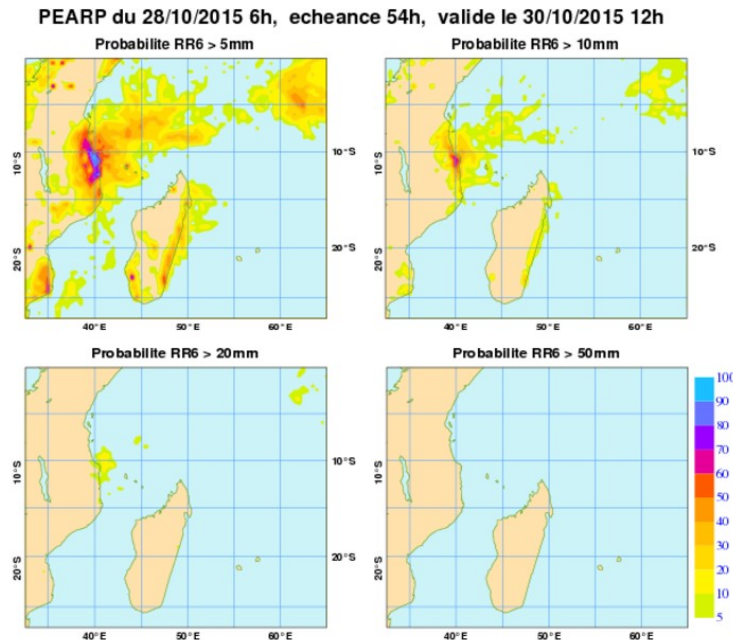 PEARP du 28/10/2015 6h, echeance 54h, valide le 30/10/2015 12h
Probabilite RR6 > 5mm
Probabilite RR6 > 10mm
10°S
10°S
10°S
10°S
20°S
20°S
20°S
20°S
40°E
50°E
60°E
40°E
50°E
60°E
Probabilite RR6 > 20mm
Probabilite RR6 > 50mm
100
90
80
70
60
50
40
30
20
10
5
10°S
10°S
10°S
20°S
20°S
20°S
40°E
50°E
60°E
40°E
50°E
60°E